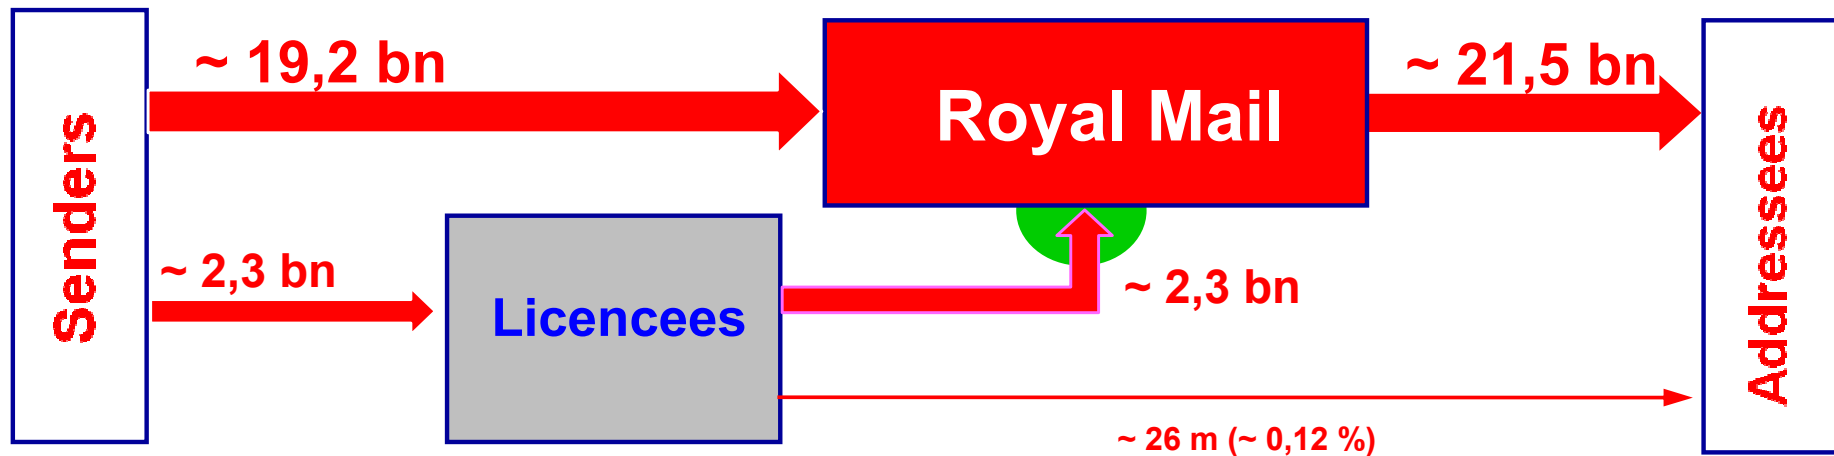 Senders
~ 19,2 bn
Royal Mail
~ 21,5 bn
Addressees
~ 2,3 bn
Licencees
~ 2,3 bn
~ 26 m (~ 0,12 %)